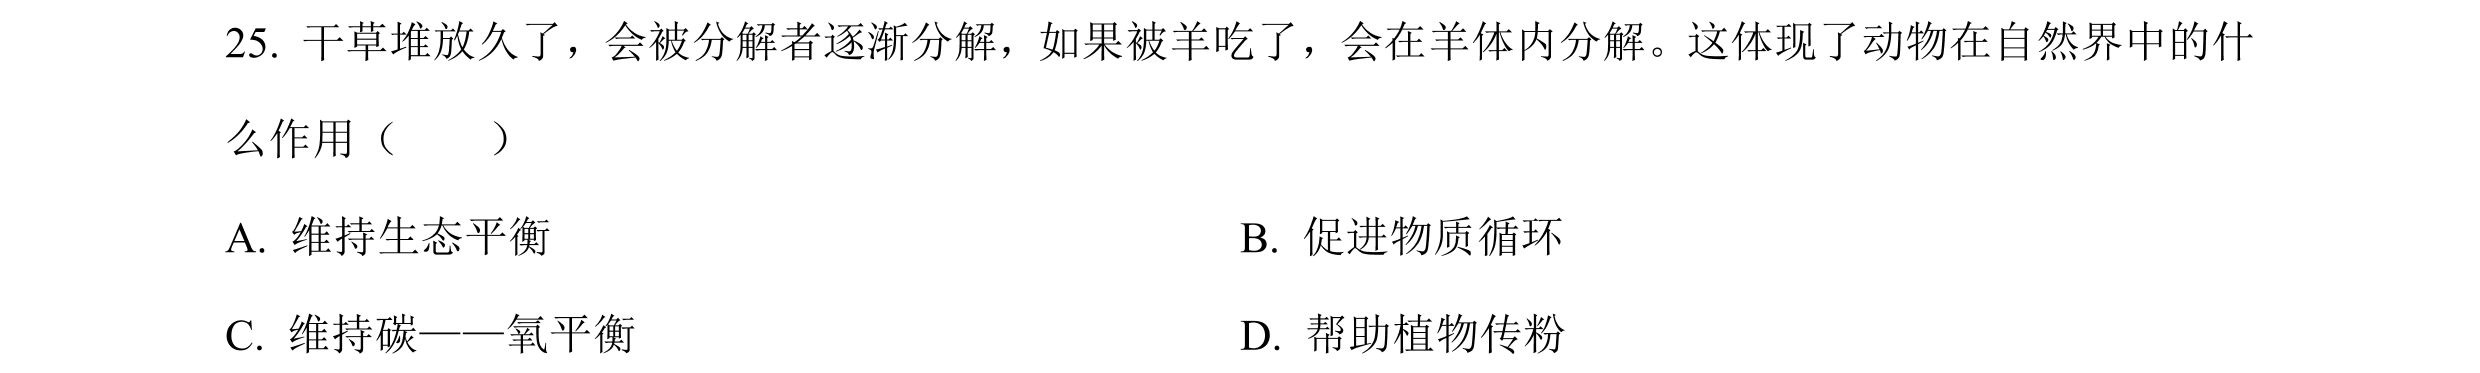 25. 干草堆放久了，会被分解者逐渐分解，如果被羊吃了，会在羊体内分解。这体现了动物在自然界中的什
么作用（　　）
A. 维持生态平衡　B. 促进物质循环
C. 维持碳——氧平衡　D. 帮助植物传粉